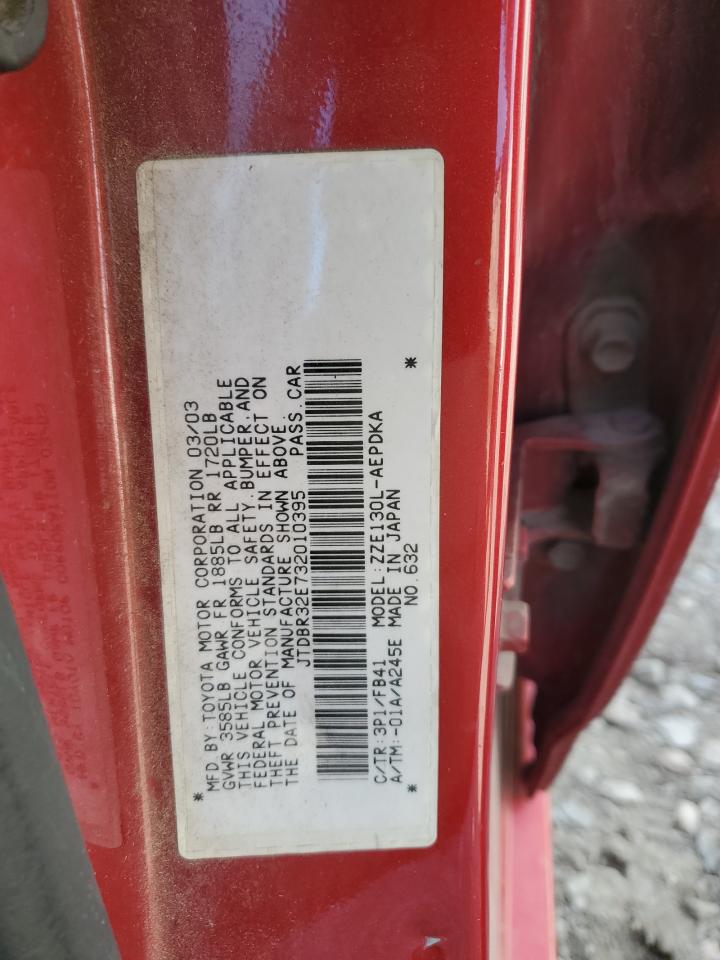 MFD.BY:TOYOTA MOTOR CORPORATION 03/03
GVWR 3585LB GAWR FR 1885LB RR 1720LB
THIS VEHICLE CONFORMS TO ALL APPLICABLE
FEDERAL MOTOR VEHICLE SAFETY,BUMPER,AND
THEFT PREVENTION STANDARDS IN EFFECT ON
THE DATE OF MANUFACTURE SHOWN ABOVE.
JTDBR32E732010395 PASS. CAR
C/TR:3P1/FB41 MODEL:ZZE130L-AEPDKA
A/TM:-01A/A245E MADE IN JAPAN
* NO.632 *
*